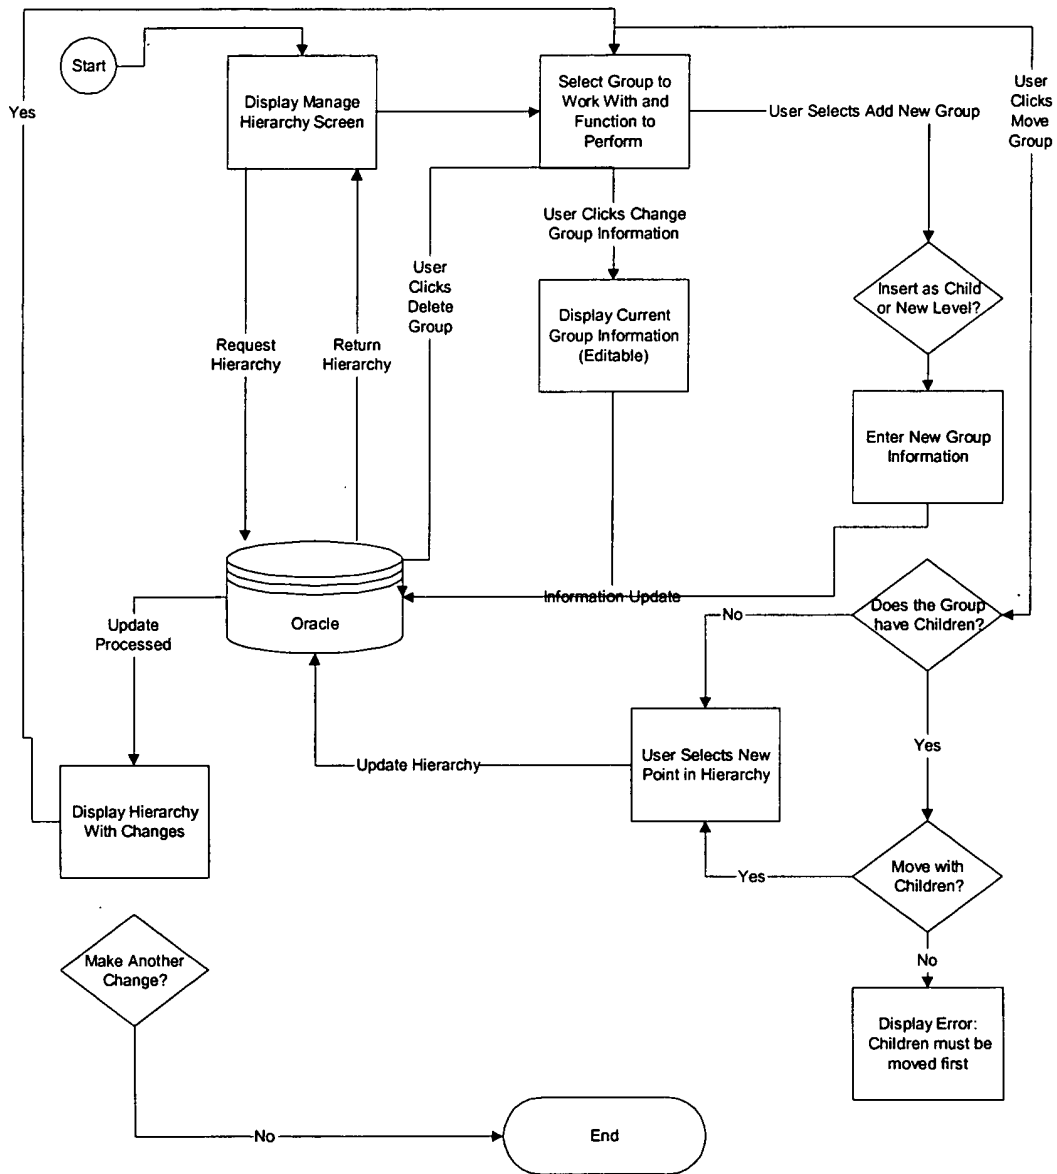 Start
Yes
Display Manage
Hierarchy Screen
Select Group to
Work With and
Function to
Perform
User Selects Add New Group
User
Clicks
Move
Group
User Clicks Change
Group Information
User
Clicks
Delete
Group
Insert as Child
or New Level?
Request
Hierarchy
Return
Hierarchy
Display Current
Group Information
(Editable)
Enter New Group
Information
Information Update
Oracle
Does the Group
have Children?
No
Update
Processed
Yes
User Selects New
Point in Hierarchy
Update Hierarchy
Display Hierarchy
With Changes
Move with
Children?
Yes
No
Make Another
Change?
Display Error:
Children must be
moved first
No
End